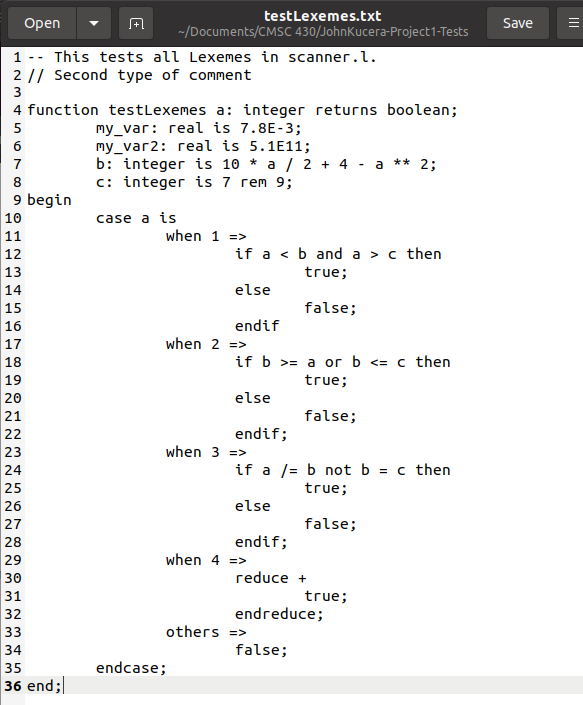 Open testLexemes.txt Save
~/Documents/CMSC 430/JohnKucera-Project1-Tests
1 -- This tests all Lexemes in scanner.l.
2 // Second type of comment
3
4 function testLexemes a: integer returns boolean;
5         my_var: real is 7.8E-3;
6         my_var2: real is 5.1E11;
7         b: integer is 10 * a / 2 + 4 - a ** 2;
8         c: integer is 7 rem 9;
9 begin
10         case a is
11                 when 1 =>
12                         if a < b and a > c then
13                                 true;
14                         else
15                                 false;
16                         endif
17                 when 2 =>
18                         if b >= a or b <= c then
19                                 true;
20                         else
21                                 false;
22                         endif;
23                 when 3 =>
24                         if a /= b not b = c then
25                                 true;
26                         else
27                                 false;
28                         endif;
29                 when 4 =>
30                         reduce +
31                                 true;
32                         endreduce;
33                 others =>
34                         false;
35         endcase;
36 end;